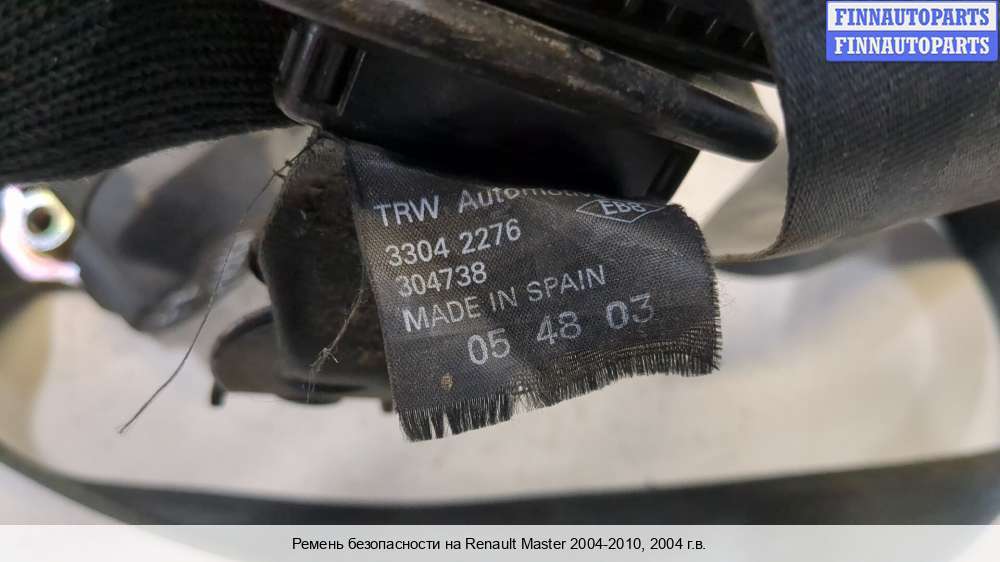 FINNAUTOPARTS
FINNAUTOPARTS
TRW
EBB
3304 2276
304738
MADE IN SPAIN
05 48 03
Ремень безопасности на Renault Master 2004-2010, 2004 г.в.